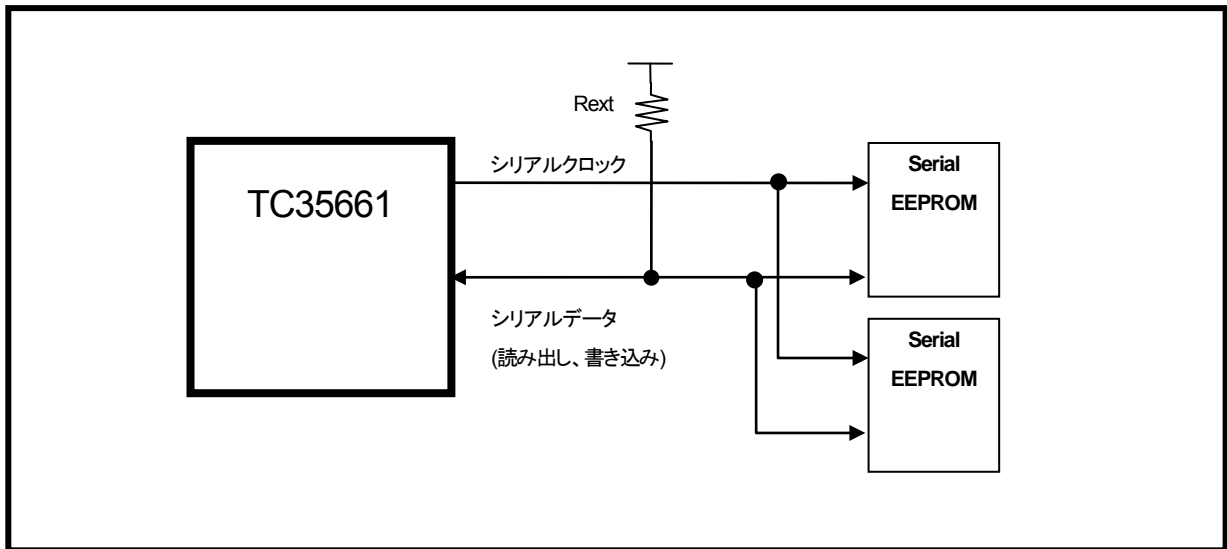 Rext
シリアルクロック
TC35661
Serial
EEPROM
シリアルデータ
(読み出し、書き込み)
Serial
EEPROM